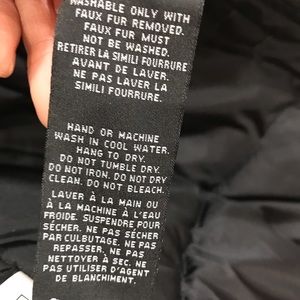 WASHABLE ONLY WITH
FAUX FUR REMOVED.
FAUX FUR MUST
NOT BE WASHED.
RETIRER LA SIMILI FOURRURE
AVANT DE LAVER.
NE PAS LAVER LA
SIMILI FOURRURE.
HAND OR MACHINE
WASH IN COOL WATER.
HANG TO DRY.
DO NOT TUMBLE DRY.
DO NOT IRON. DO NOT DRY
CLEAN. DO NOT BLEACH.
LAVER À LA MAIN OU
À LA MACHINE À L'EAU
FROIDE. SUSPENDRE POUR
SÉCHER. NE PAS SÉCHER
PAR CULBUTAGE. NE PAS
REPASSER. NE PAS
NETTOYER À SEC. NE
PAS UTILISER D'AGENT
DE BLANCHIMENT.